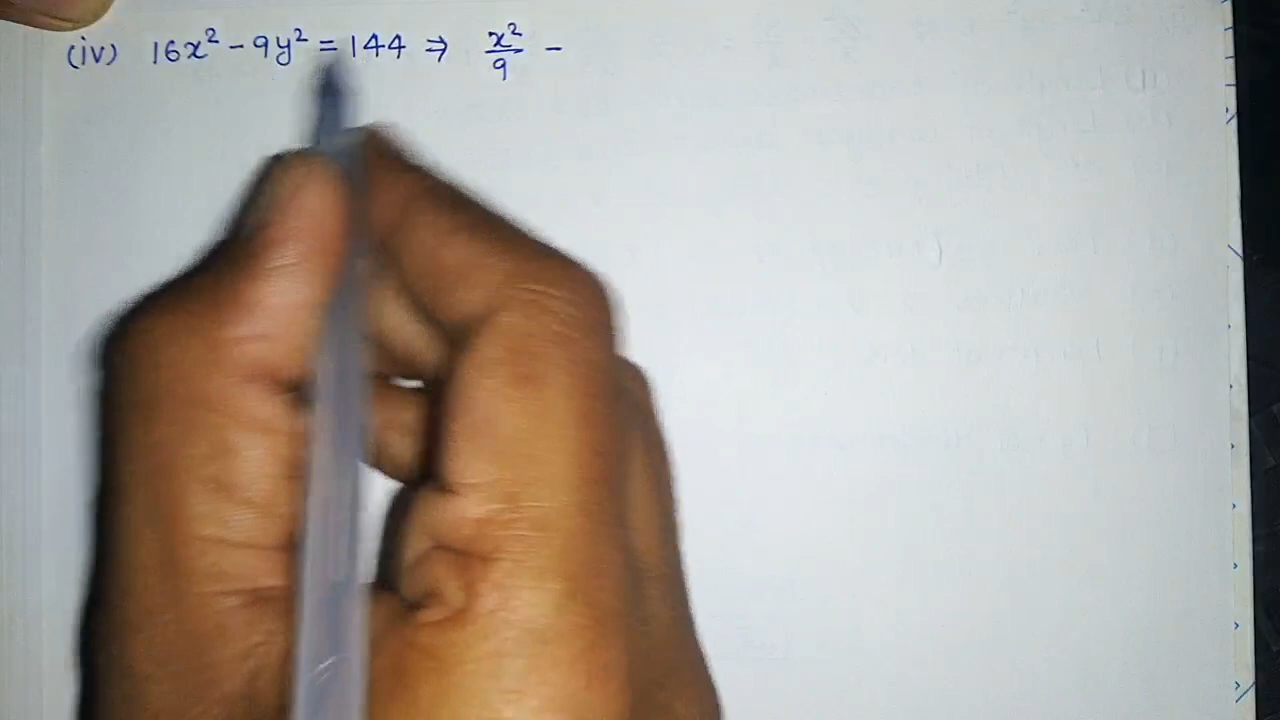 (iv) 16x² - 9y² = 144 ⇒ x²/9 -